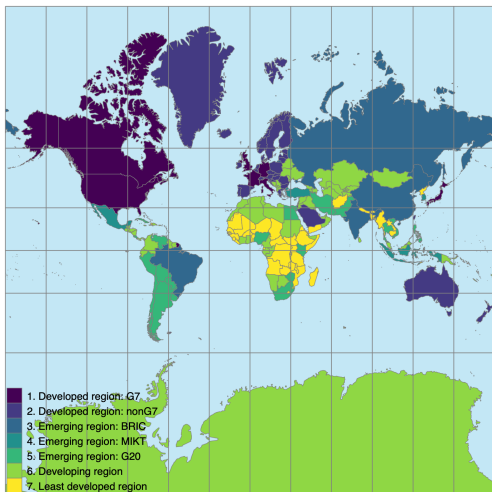 1. Developed region: G7
2. Developed region: nonG7
3. Emerging region: BRIC
4. Emerging region: MIKT
5. Emerging region: G20
6. Developing region
7. Least developed region